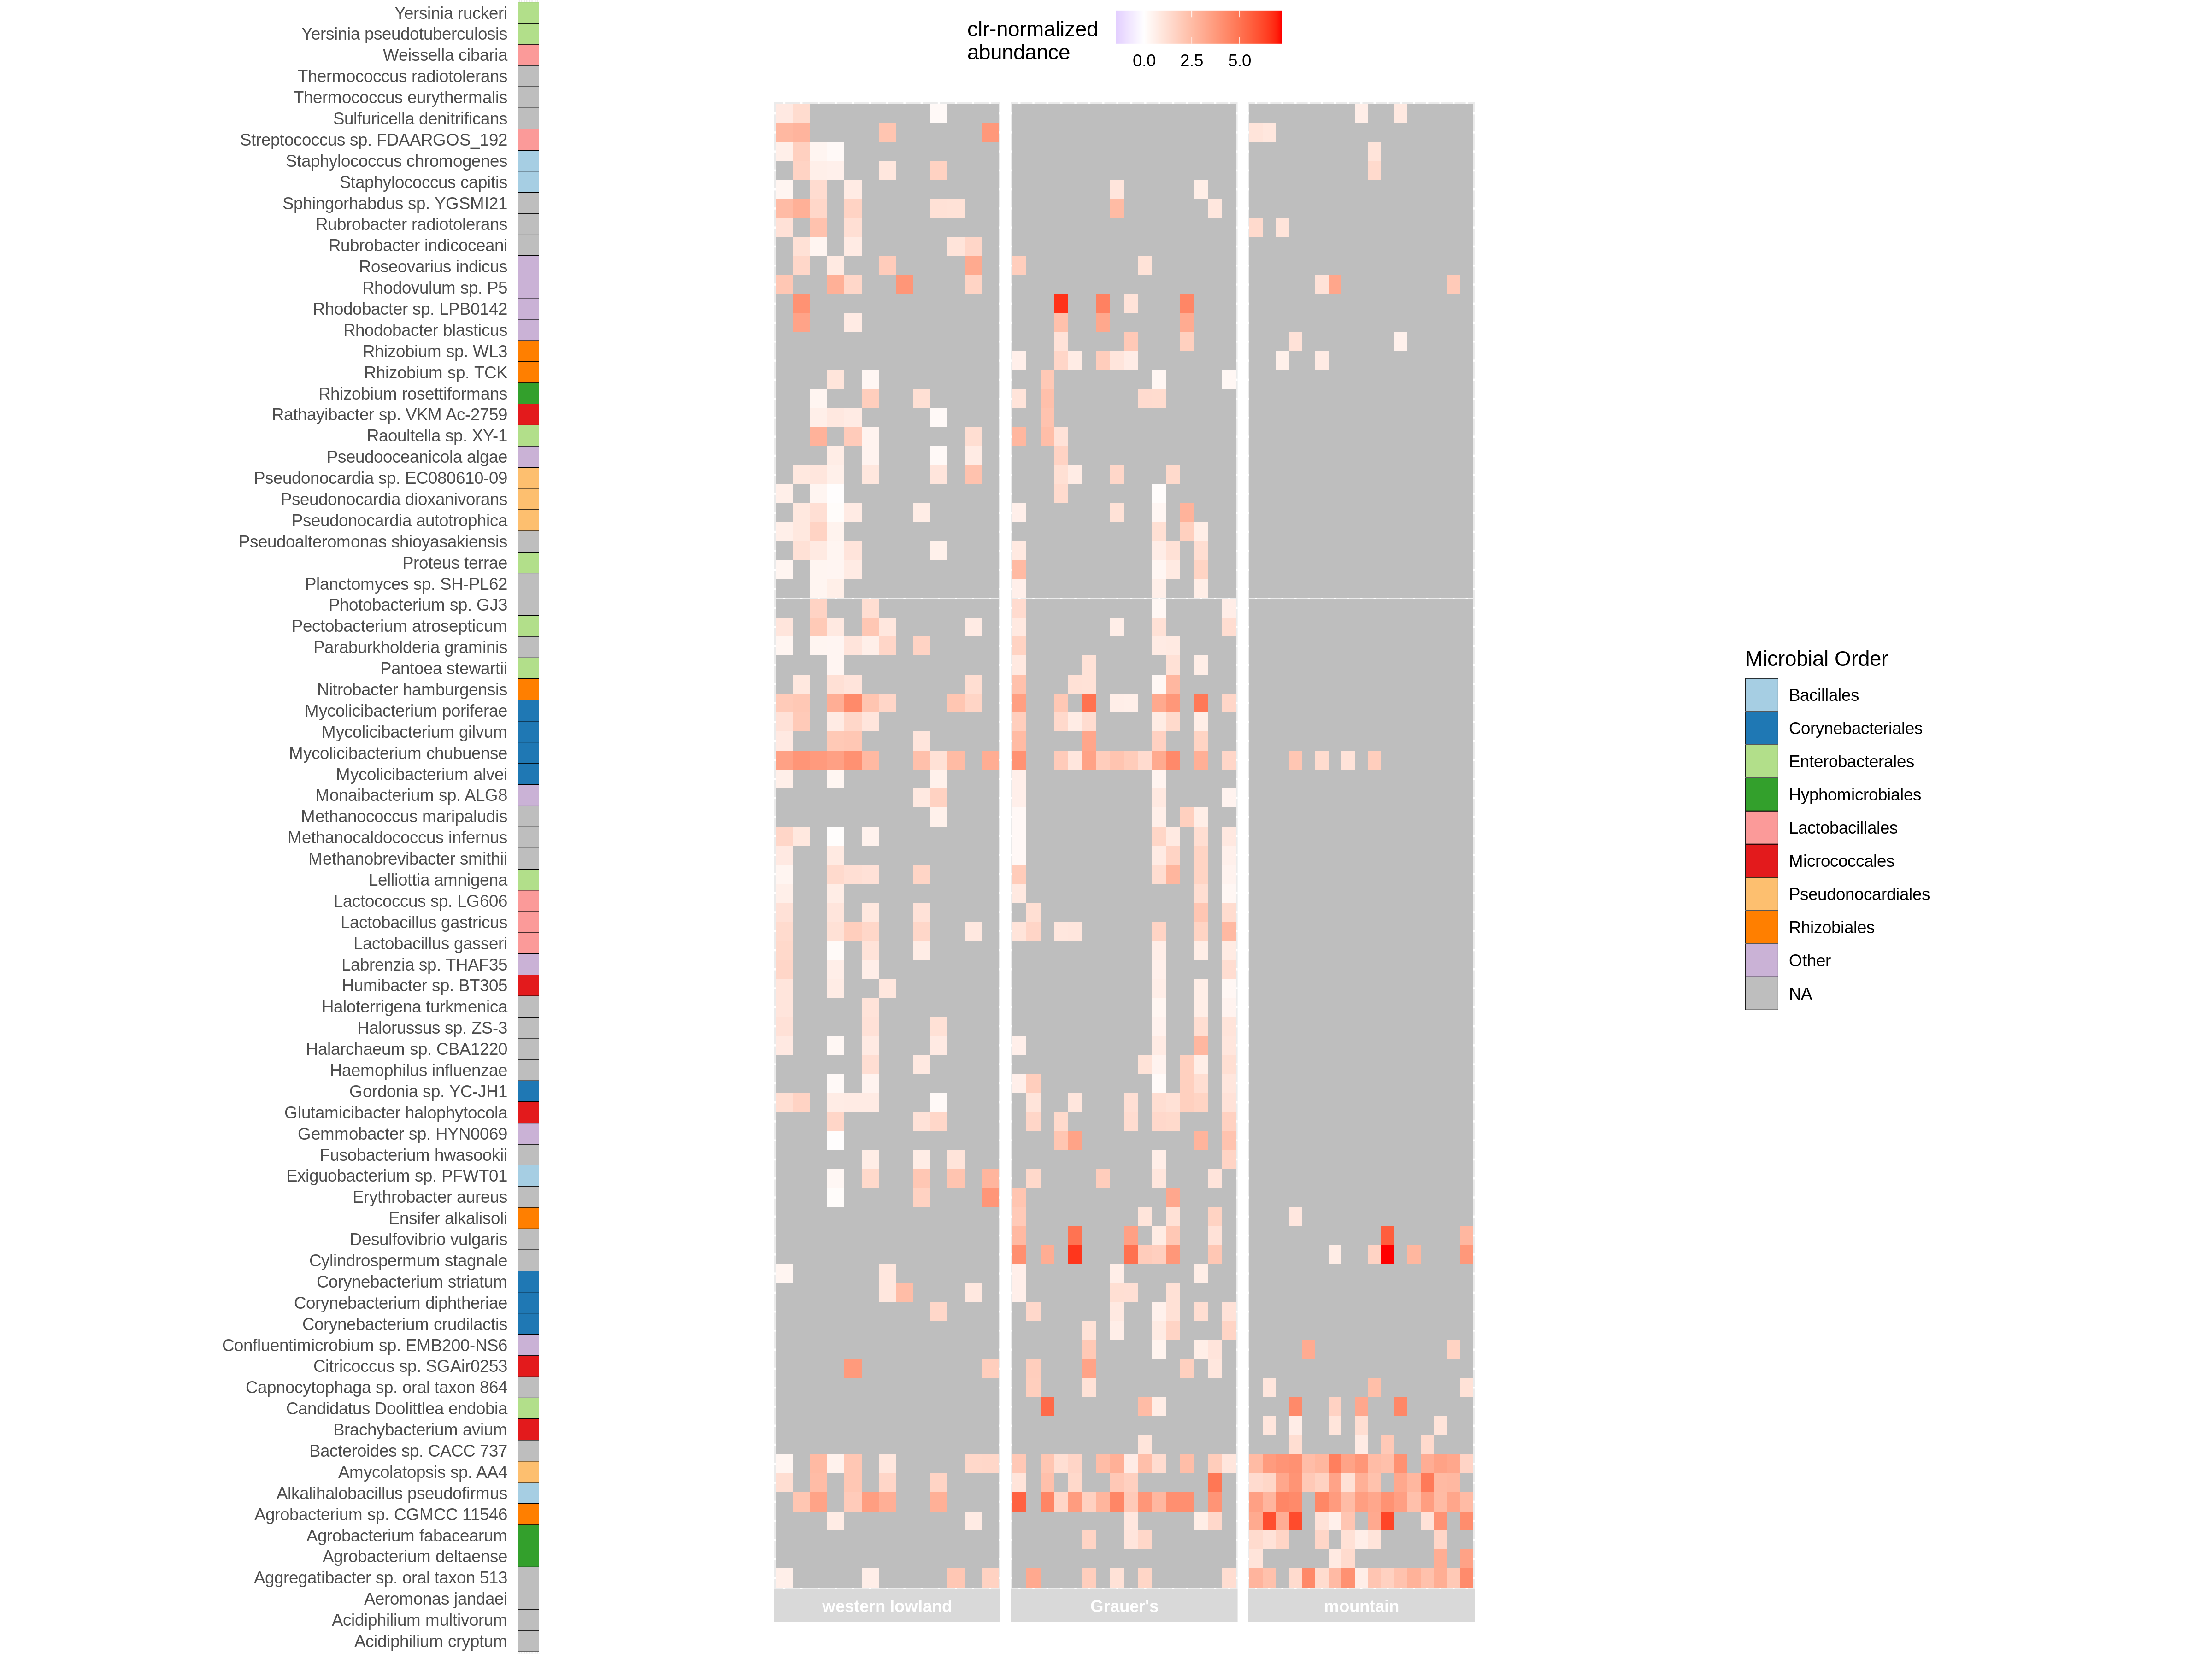 Yersinia ruckeri
Yersinia pseudotuberculosis
Weissella cibaria
Thermococcus radiotolerans
Thermococcus eurythermalis
Sulfuricella denitrificans
Streptococcus sp. FDAARGOS_192
Staphylococcus chromogenes
Staphylococcus capitis
Sphingorhabdus sp. YGSMI21
Rubrobacter radiotolerans
Rubrobacter indicoceani
Roseovarius indicus
Rhodovulum sp. P5
Rhodobacter sp. LPB0142
Rhodobacter blasticus
Rhizobium sp. WL3
Rhizobium sp. TCK
Rhizobium rosettiformans
Rathayibacter sp. VKM Ac-2759
Raoultella sp. XY-1
Pseudooceanicola algae
Pseudonocardia sp. EC080610-09
Pseudonocardia dioxanivorans
Pseudonocardia autotrophica
Pseudoalteromonas shioyasakiensis
Proteus terrae
Planctomyces sp. SH-PL62
Photobacterium sp. GJ3
Pectobacterium atrosepticum
Paraburkholderia graminis
Pantoea stewartii
Nitrobacter hamburgensis
Mycolicibacterium poriferae
Mycolicibacterium gilvum
Mycolicibacterium chubuense
Mycolicibacterium alvei
Monaibacterium sp. ALG8
Methanococcus maripaludis
Methanocaldococcus infernus
Methanobrevibacter smithii
Lelliottia amnigena
Lactococcus sp. LG606
Lactobacillus gastricus
Lactobacillus gasseri
Labrenzia sp. THAF35
Humibacter sp. BT305
Haloterrigena turkmenica
Halorussus sp. ZS-3
Halarchaeum sp. CBA1220
Haemophilus influenzae
Gordonia sp. YC-JH1
Glutamicibacter halophytocola
Gemmobacter sp. HYN0069
Fusobacterium hwasookii
Exiguobacterium sp. PFWT01
Erythrobacter aureus
Ensifer alkalisoli
Desulfovibrio vulgaris
Cylindrospermum stagnale
Corynebacterium striatum
Corynebacterium diphtheriae
Corynebacterium crudilactis
Confluentimicrobium sp. EMB200-NS6
Citricoccus sp. SGAir0253
Capnocytophaga sp. oral taxon 864
Candidatus Doolittlea endobia
Brachybacterium avium
Bacteroides sp. CACC 737
Amycolatopsis sp. AA4
Alkalihalobacillus pseudofirmus
Agrobacterium sp. CGMCC 11546
Agrobacterium fabacearum
Agrobacterium deltaense
Aggregatibacter sp. oral taxon 513
Aeromonas jandaei
Acidiphilium multivorum
Acidiphilium cryptum
clr-normalized
abundance
0.0 2.5 5.0
western lowland
Grauer's
mountain
Microbial Order
Bacillales
Corynebacteriales
Enterobacterales
Hyphomicrobiales
Lactobacillales
Micrococcales
Pseudonocardiales
Rhizobiales
Other
NA